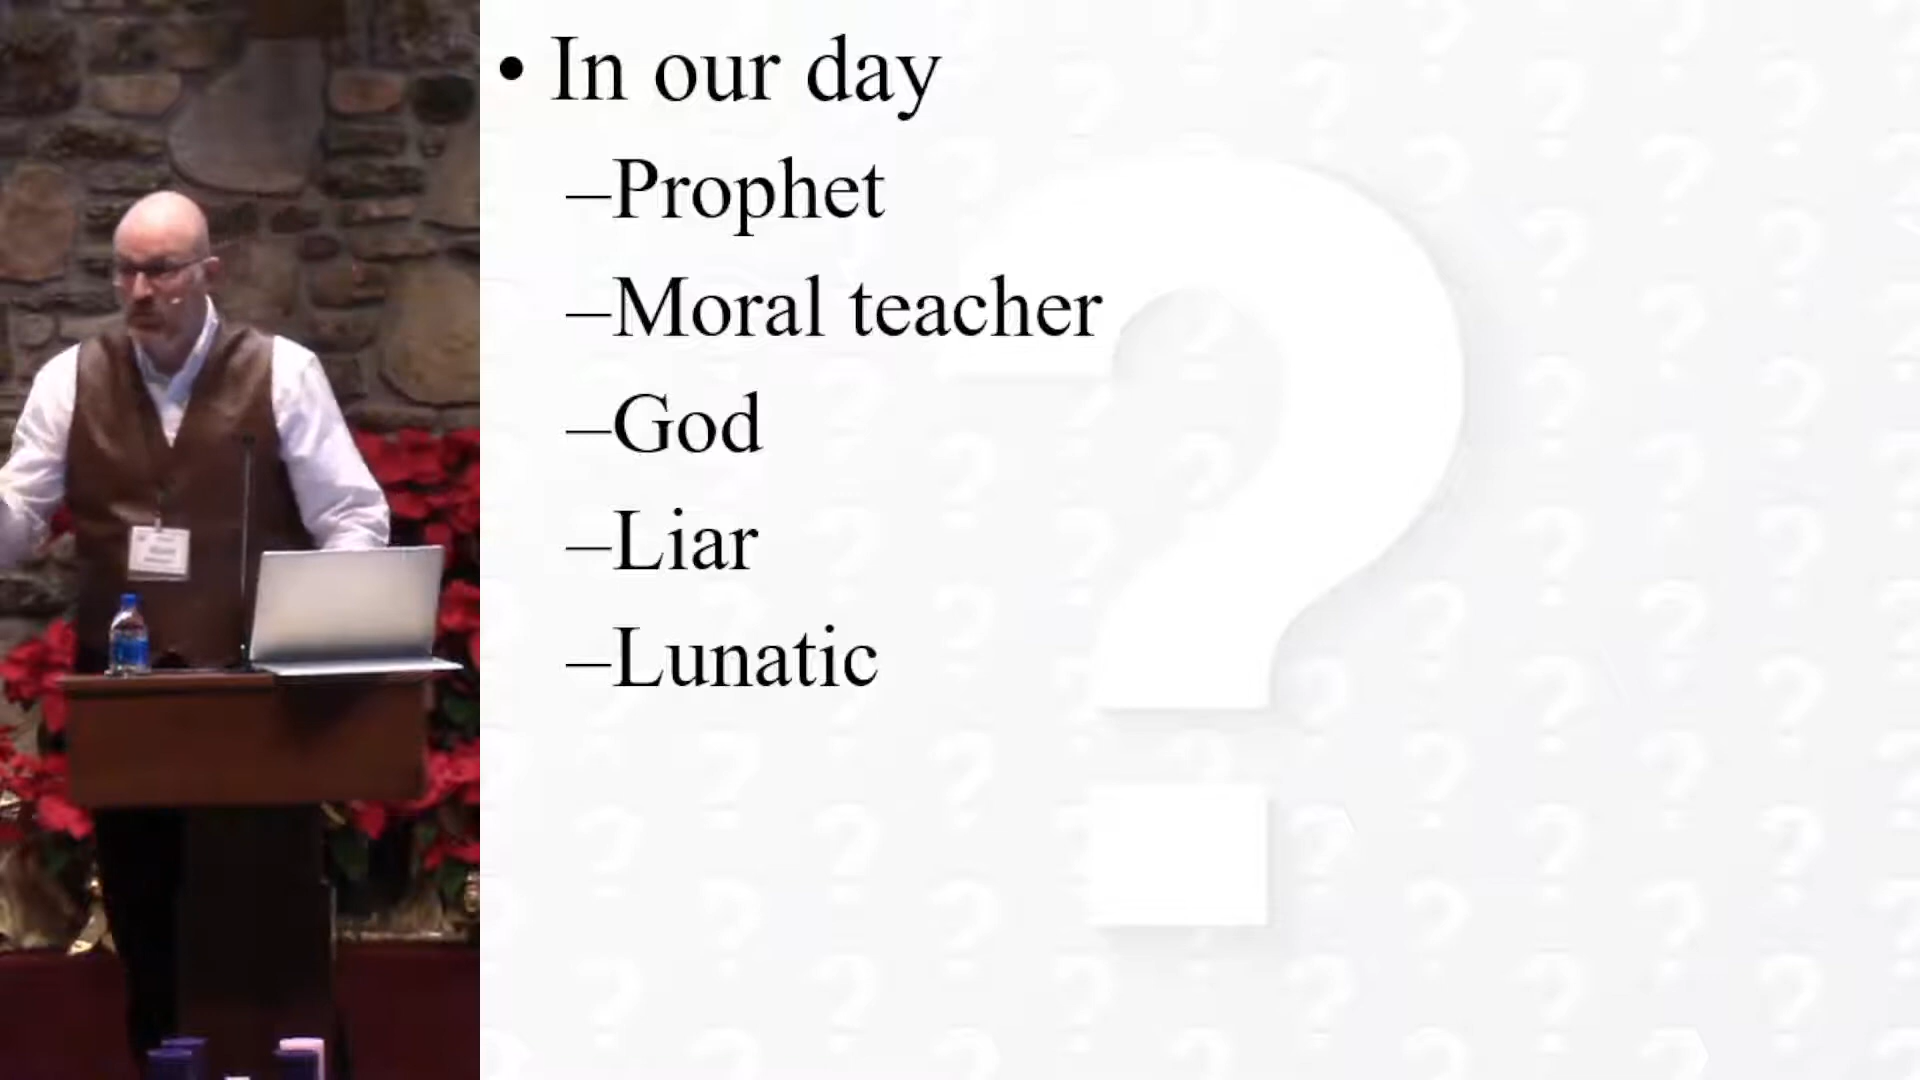 • In our day
–Prophet
–Moral teacher
–God
–Liar
–Lunatic